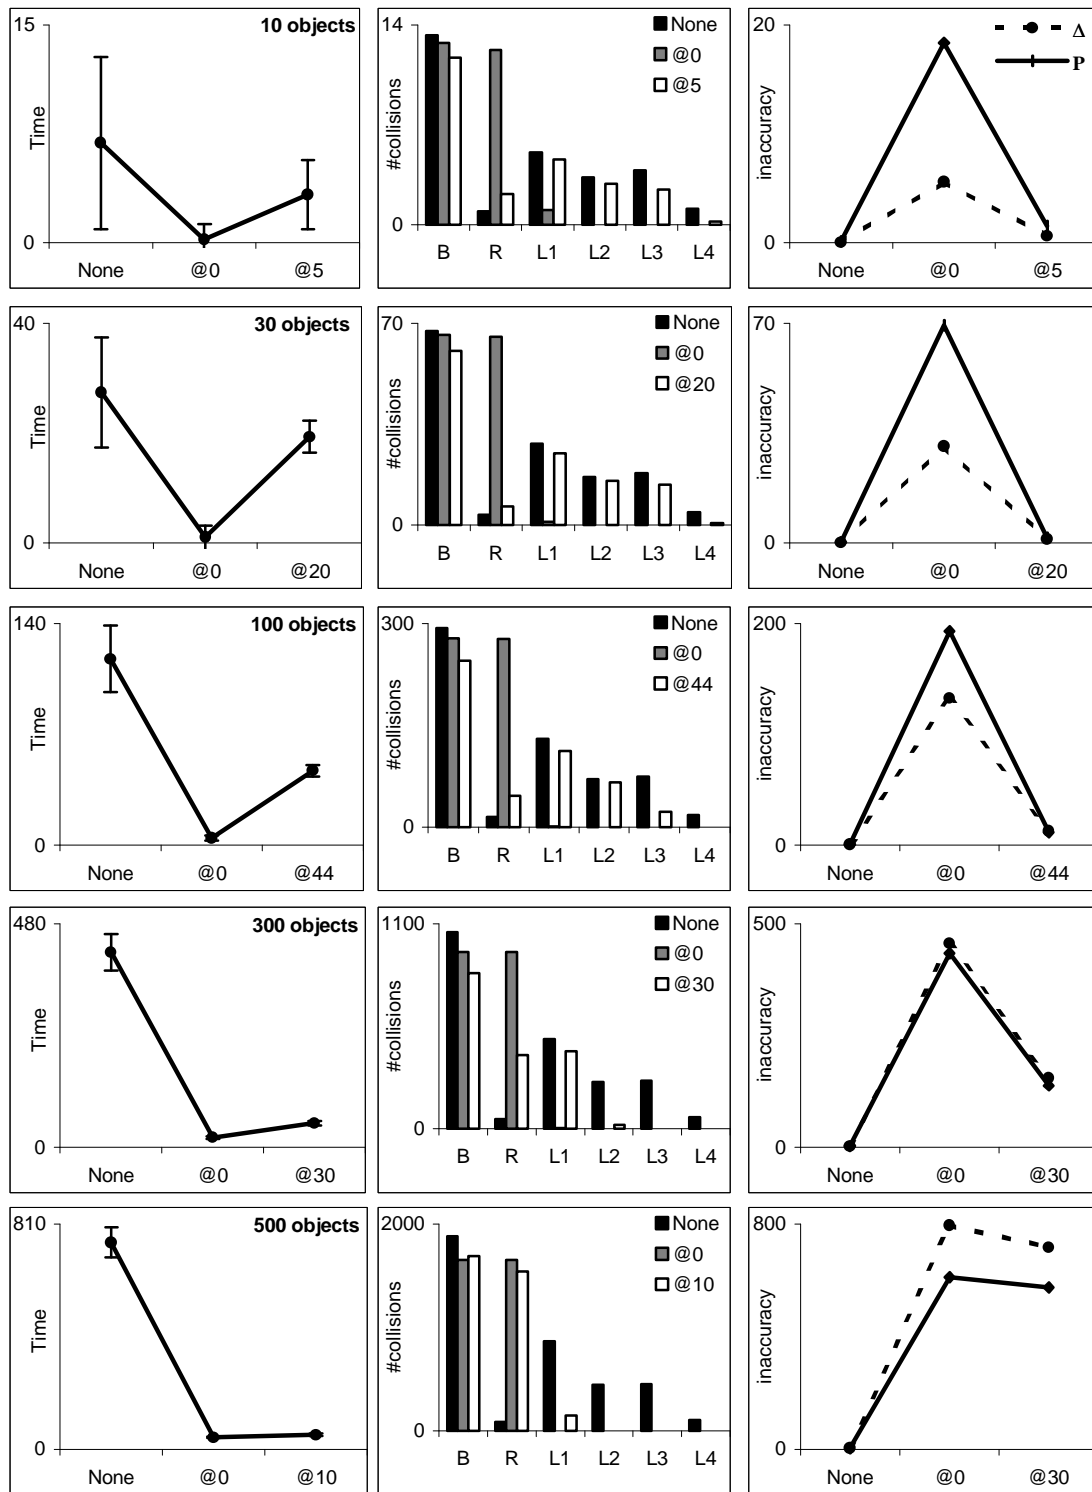 15
10 objects
Time
0
None @0 @5
14
None
@0
@5
#collisions
0
B R L1 L2 L3 L4
20
Δ
P
inaccuracy
0
None @0 @5
40
30 objects
Time
0
None @0 @20
70
None
@0
@20
#collisions
0
B R L1 L2 L3 L4
70
inaccuracy
0
None @0 @20
140
100 objects
Time
0
None @0 @44
300
None
@0
@44
#collisions
0
B R L1 L2 L3 L4
200
inaccuracy
0
None @0 @44
480
300 objects
Time
0
None @0 @30
1100
None
@0
@30
#collisions
0
B R L1 L2 L3 L4
500
inaccuracy
0
None @0 @30
810
500 objects
Time
0
None @0 @10
2000
None
@0
@10
#collisions
0
B R L1 L2 L3 L4
800
inaccuracy
0
None @0 @30